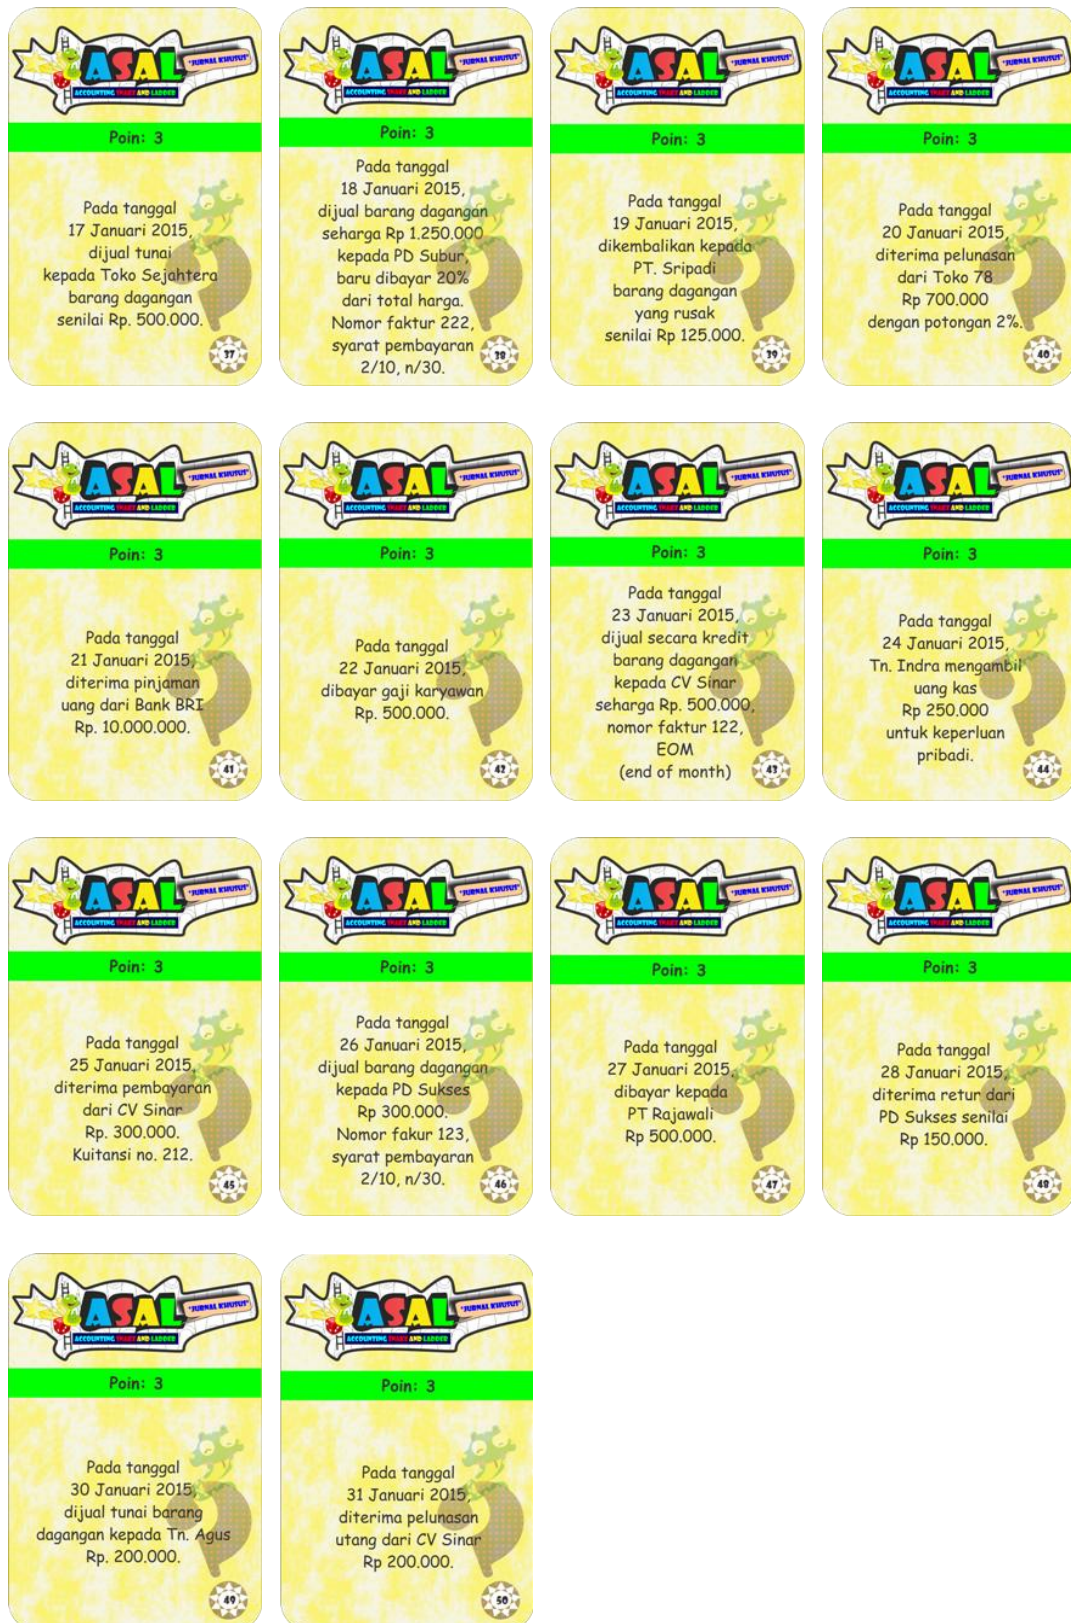 ASAL
"JURNAL KHUSUS"
ACCOUNTING SNAKE AND LADDER
Poin: 3
Pada tanggal
17 Januari 2015,
dijual tunai
kepada Toko Sejahtera
barang dagangan
senilai Rp. 500.000.
37
ASAL
"JURNAL KHUSUS"
ACCOUNTING SNAKE AND LADDER
Poin: 3
Pada tanggal
18 Januari 2015,
dijual barang dagangan
seharga Rp 1.250.000
kepada PD Subur,
baru dibayar 20%
dari total harga.
Nomor faktur 222,
syarat pembayaran
2/10, n/30.
38
ASAL
"JURNAL KHUSUS"
ACCOUNTING SNAKE AND LADDER
Poin: 3
Pada tanggal
19 Januari 2015,
dikembalikan kepada
PT. Sripadi
barang dagangan
yang rusak
senilai Rp 125.000.
39
ASAL
"JURNAL KHUSUS"
ACCOUNTING SNAKE AND LADDER
Poin: 3
Pada tanggal
20 Januari 2015,
diterima pelunasan
dari Toko 78
Rp 700.000
dengan potongan 2%.
40
ASAL
"JURNAL KHUSUS"
ACCOUNTING SNAKE AND LADDER
Poin: 3
Pada tanggal
21 Januari 2015,
diterima pinjaman
uang dari Bank BRI
Rp. 10.000.000.
41
ASAL
"JURNAL KHUSUS"
ACCOUNTING SNAKE AND LADDER
Poin: 3
Pada tanggal
22 Januari 2015,
dibayar gaji karyawan
Rp. 500.000.
42
ASAL
"JURNAL KHUSUS"
ACCOUNTING SNAKE AND LADDER
Poin: 3
Pada tanggal
23 Januari 2015,
dijual secara kredit
barang dagangan
kepada CV Sinar
seharga Rp. 500.000,
nomor faktur 122,
EOM
(end of month)
43
ASAL
"JURNAL KHUSUS"
ACCOUNTING SNAKE AND LADDER
Poin: 3
Pada tanggal
24 Januari 2015,
Tn. Indra mengambil
uang kas
Rp 250.000
untuk keperluan
pribadi.
44
ASAL
"JURNAL KHUSUS"
ACCOUNTING SNAKE AND LADDER
Poin: 3
Pada tanggal
25 Januari 2015,
diterima pembayaran
dari CV Sinar
Rp. 300.000.
Kuitansi no. 212.
45
ASAL
"JURNAL KHUSUS"
ACCOUNTING SNAKE AND LADDER
Poin: 3
Pada tanggal
26 Januari 2015,
dijual barang dagangan
kepada PD Sukses
Rp 300.000.
Nomor fakur 123,
syarat pembayaran
2/10, n/30.
46
ASAL
"JURNAL KHUSUS"
ACCOUNTING SNAKE AND LADDER
Poin: 3
Pada tanggal
27 Januari 2015,
dibayar kepada
PT Rajawali
Rp 500.000.
47
ASAL
"JURNAL KHUSUS"
ACCOUNTING SNAKE AND LADDER
Poin: 3
Pada tanggal
28 Januari 2015,
diterima retur dari
PD Sukses senilai
Rp 150.000.
48
ASAL
"JURNAL KHUSUS"
ACCOUNTING SNAKE AND LADDER
Poin: 3
Pada tanggal
30 Januari 2015,
dijual tunai barang
dagangan kepada Tn. Agus
Rp. 200.000.
49
ASAL
"JURNAL KHUSUS"
ACCOUNTING SNAKE AND LADDER
Poin: 3
Pada tanggal
31 Januari 2015,
diterima pelunasan
utang dari CV Sinar
Rp 200.000.
50